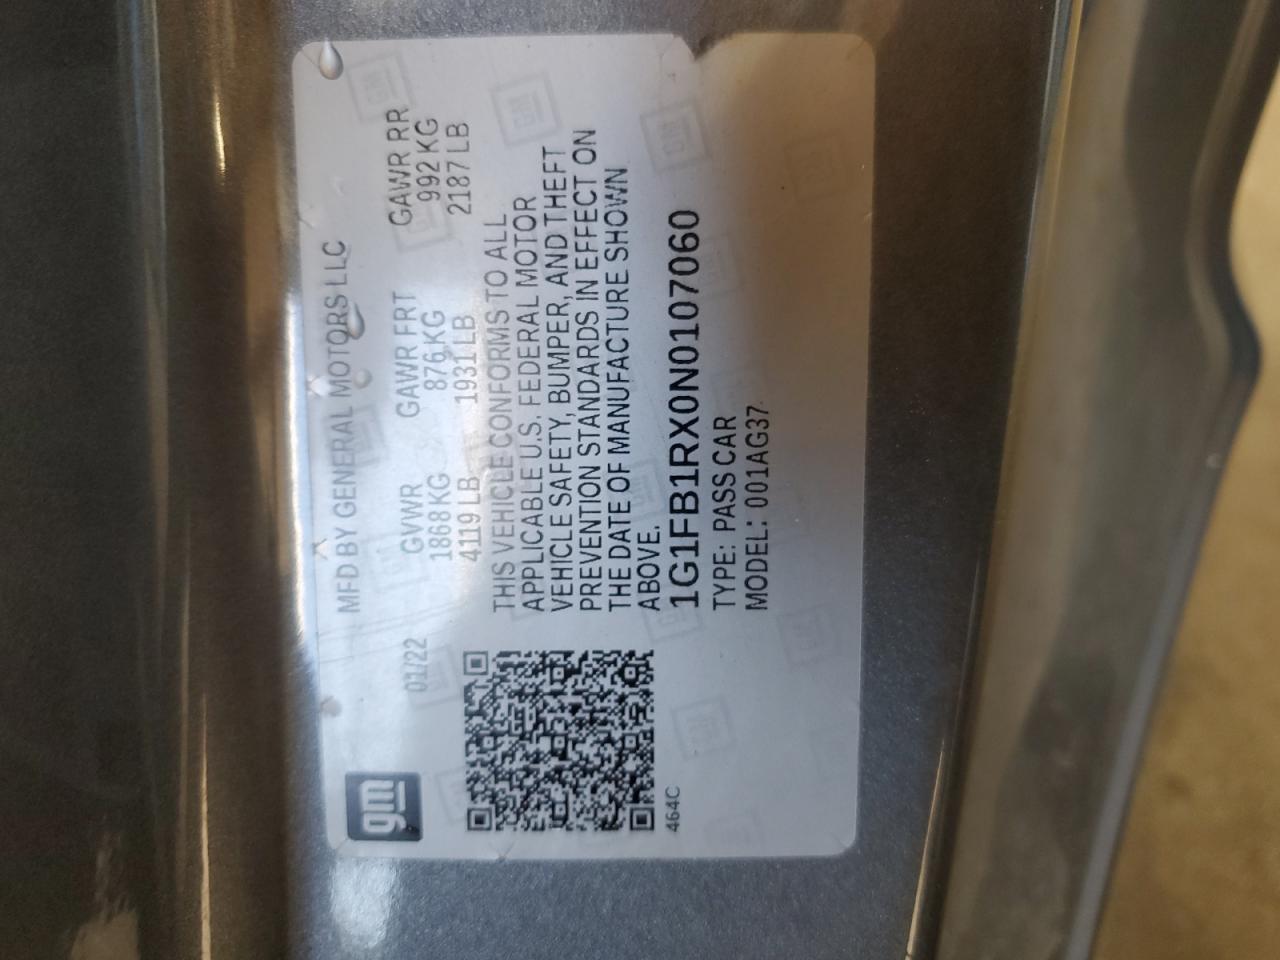 gm
MFD BY GENERAL MOTORS LLC
01/22
GVWR GAWR FRT GAWR RR
1868 KG 876 KG 992 KG
4119 LB 1931 LB 2187 LB
THIS VEHICLE CONFORMS TO ALL
APPLICABLE U.S. FEDERAL MOTOR
VEHICLE SAFETY, BUMPER, AND THEFT
PREVENTION STANDARDS IN EFFECT ON
THE DATE OF MANUFACTURE SHOWN
ABOVE.
1G1FB1RX0N0107060
TYPE: PASS CAR
MODEL: 001AG37
464C